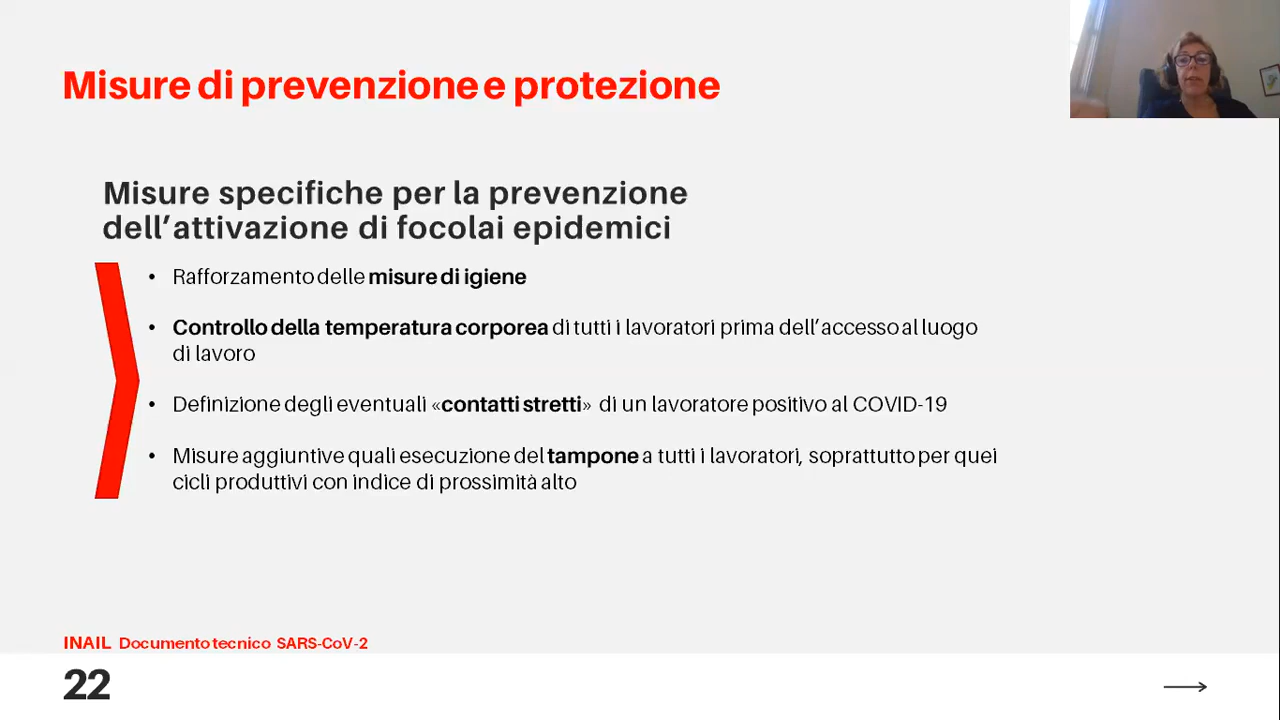 Misure di prevenzione e protezione
Misure specifiche per la prevenzione
dell’attivazione di focolai epidemici
• Rafforzamento delle misure di igiene
• Controllo della temperatura corporea di tutti i lavoratori prima dell’accesso al luogo
di lavoro
• Definizione degli eventuali «contatti stretti» di un lavoratore positivo al COVID-19
• Misure aggiuntive quali esecuzione del tampone a tutti i lavoratori, soprattutto per quei
cicli produttivi con indice di prossimità alto
INAIL Documento tecnico SARS-CoV-2
22